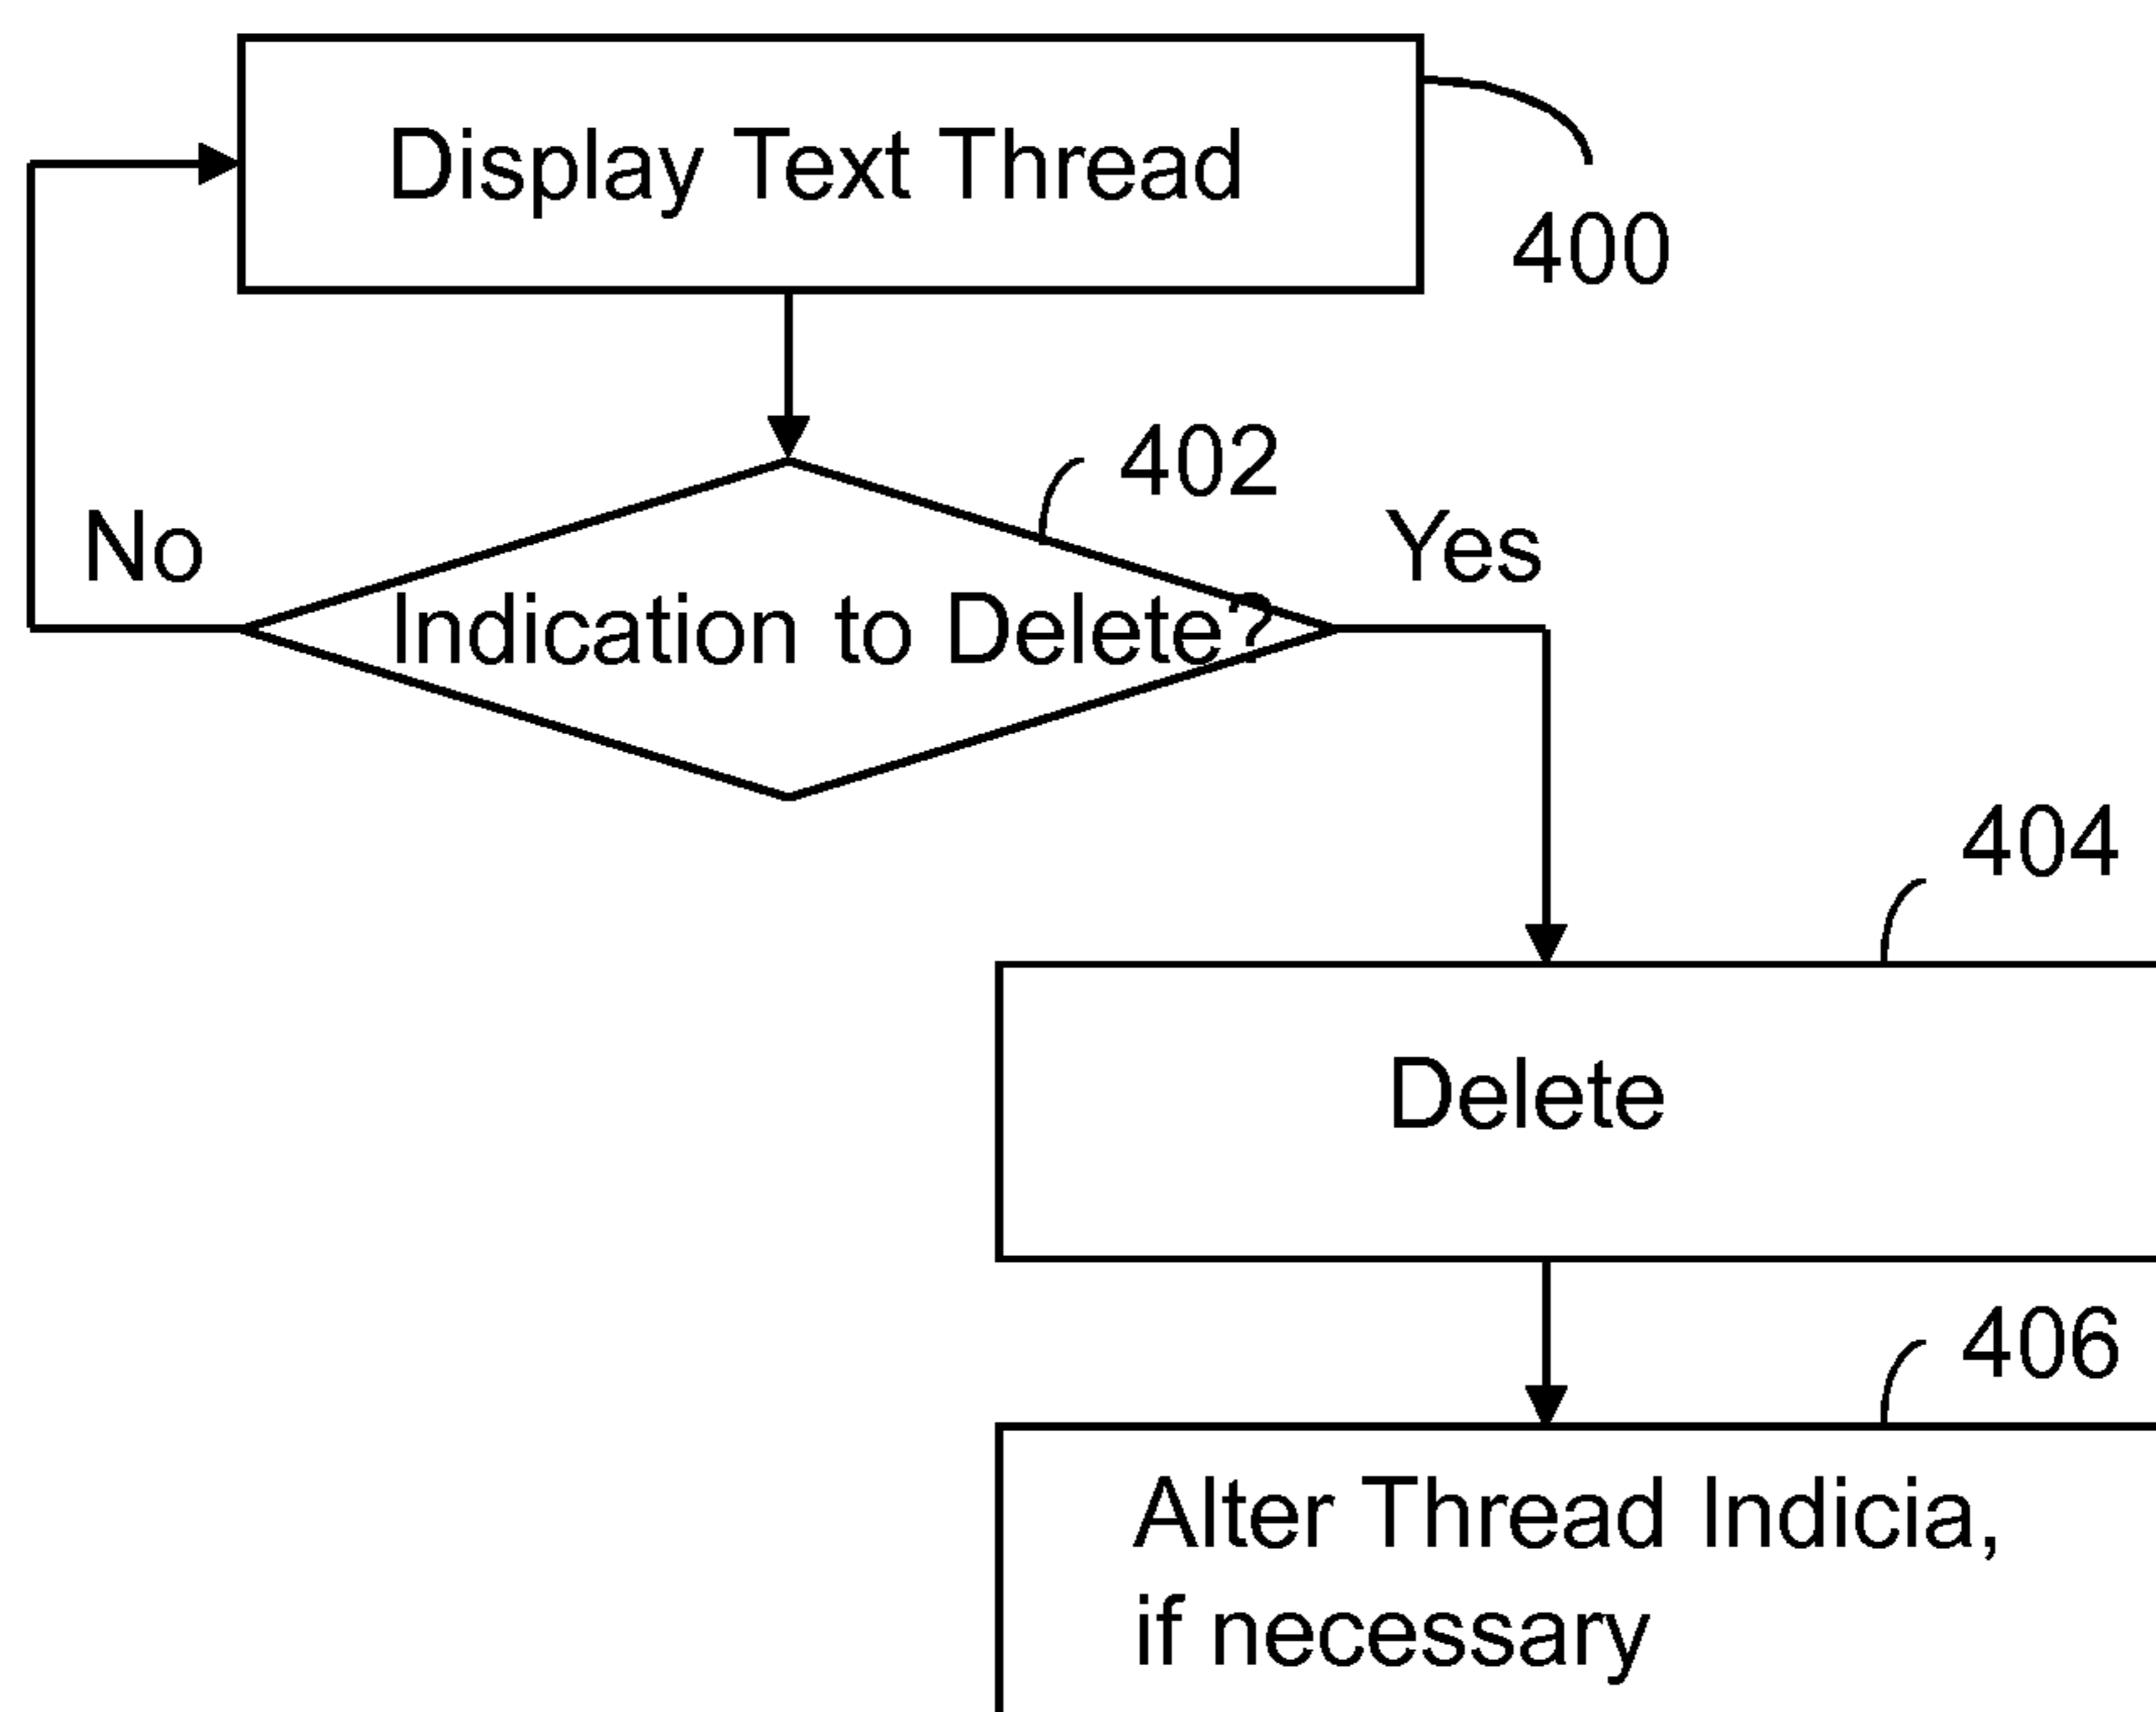 Display Text Thread
400
402
No
Yes
Indication to Delete?
404
Delete
406
Alter Thread Indicia,
if necessary